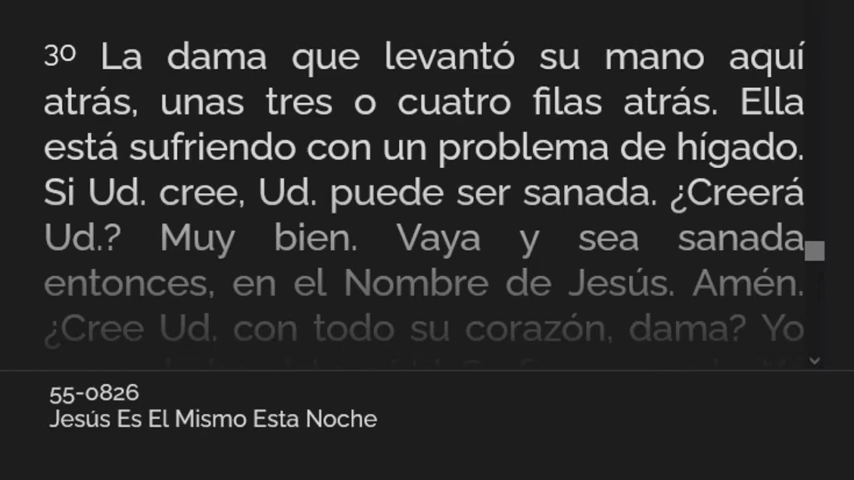 30 La dama que levantó su mano aquí
atrás, unas tres o cuatro filas atrás. Ella
está sufriendo con un problema de hígado.
Si Ud. cree, Ud. puede ser sanada. ¿Creerá
Ud.? Muy bien. Vaya y sea sanada
entonces, en el Nombre de Jesús. Amén.
¿Cree Ud. con todo su corazón, dama? Yo
55-0826
Jesús Es El Mismo Esta Noche